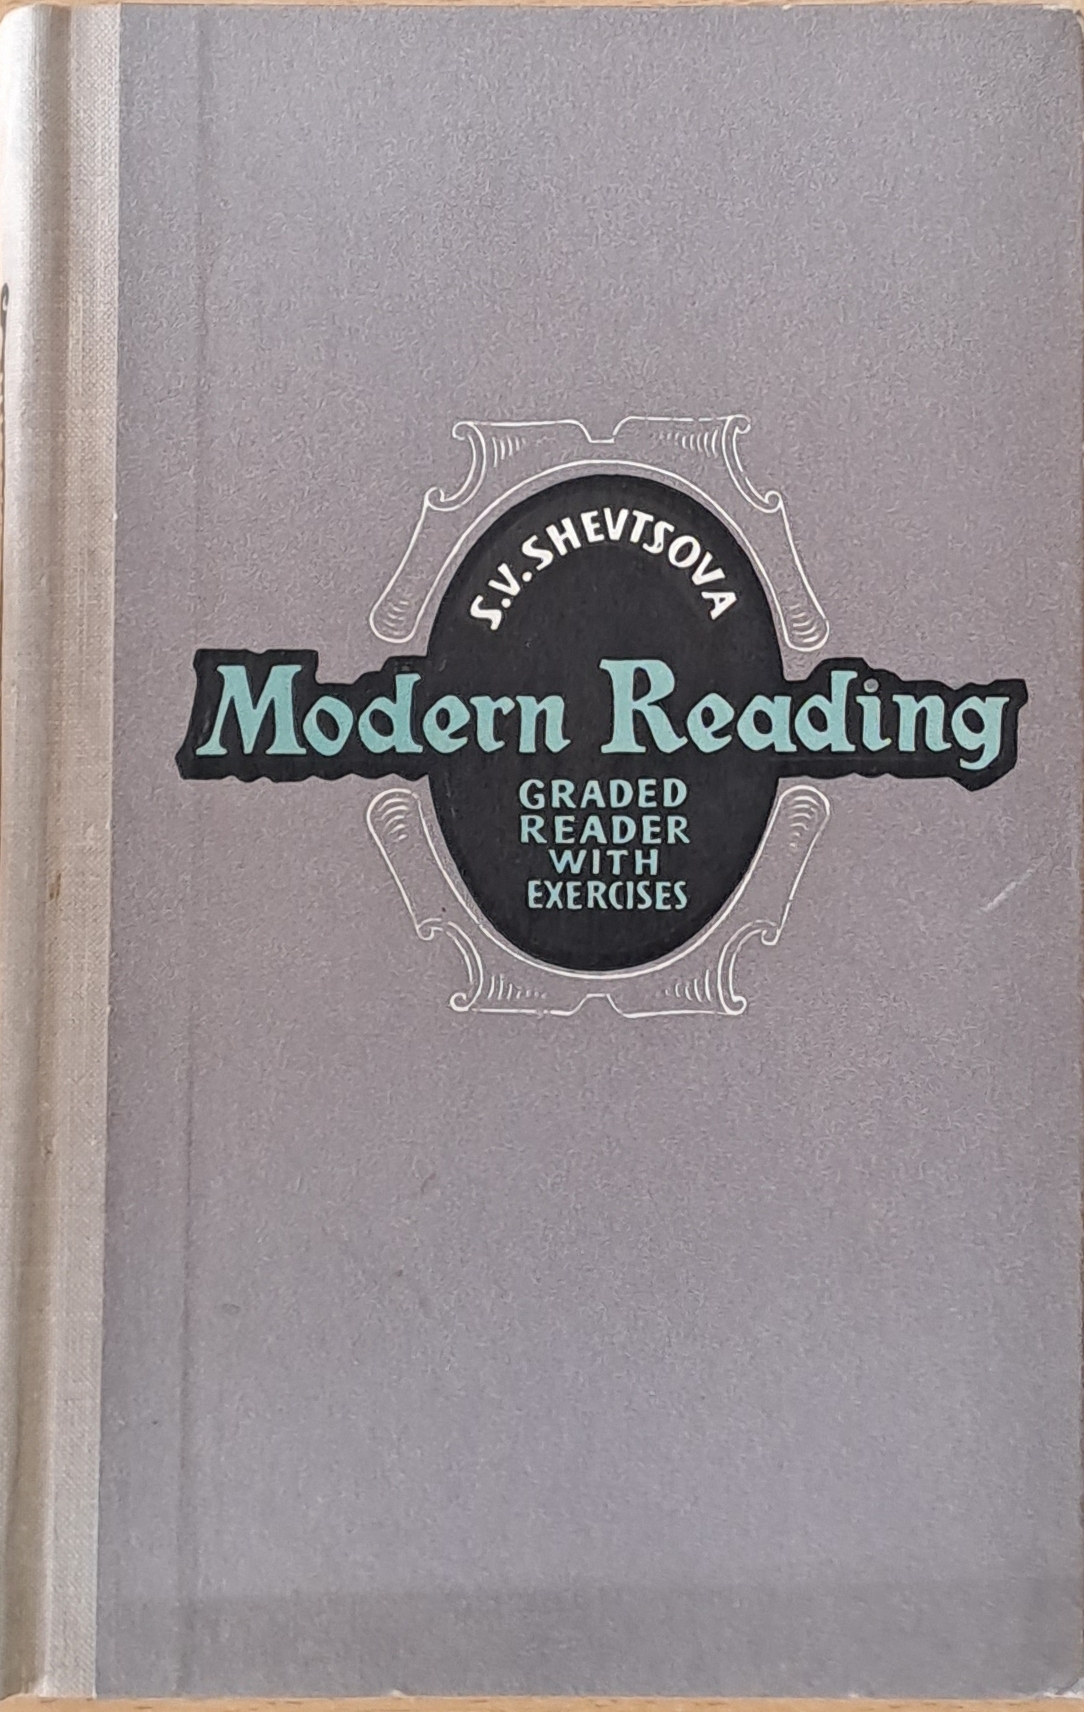 S.V. SHEVTSOVA
Modern Reading
GRADED
READER
WITH
EXERCISES